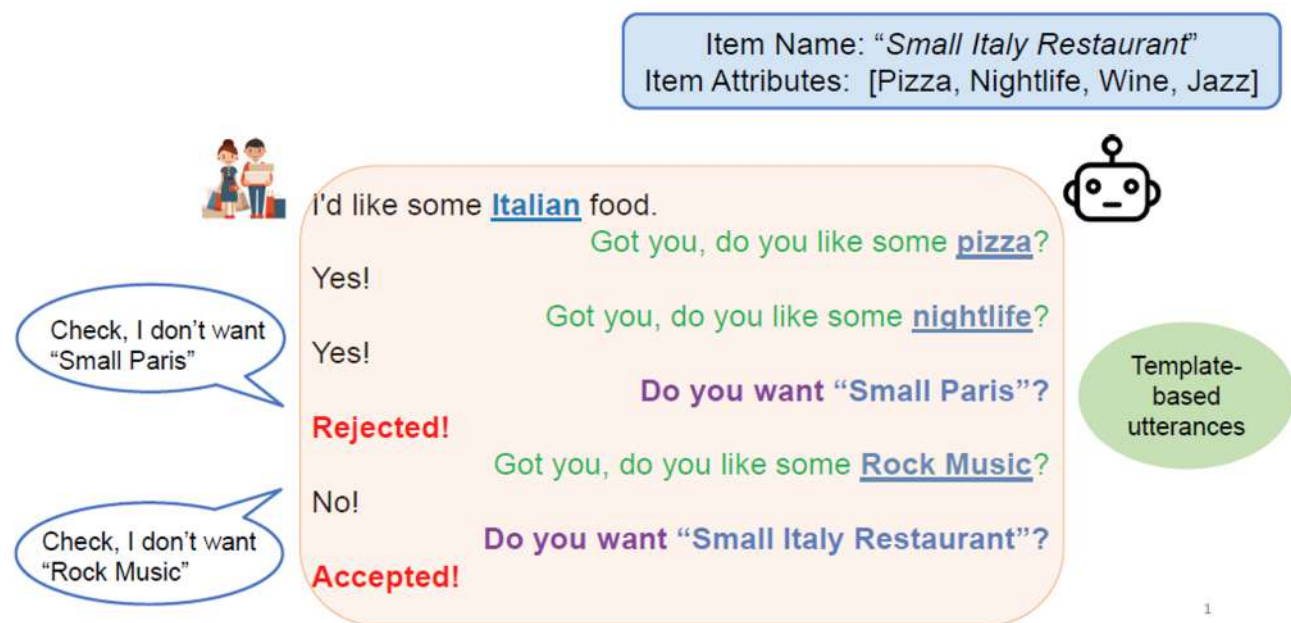 Item Name: “Small Italy Restaurant”
Item Attributes: [Pizza, Nightlife, Wine, Jazz]
I'd like some Italian food.
Got you, do you like some pizza?
Yes!
Got you, do you like some nightlife?
Check, I don’t want
“Small Paris”
Yes!
Do you want “Small Paris”?
Template-
based
utterances
Rejected!
Got you, do you like some Rock Music?
No!
Check, I don’t want
“Rock Music”
Do you want “Small Italy Restaurant”?
Accepted!
1